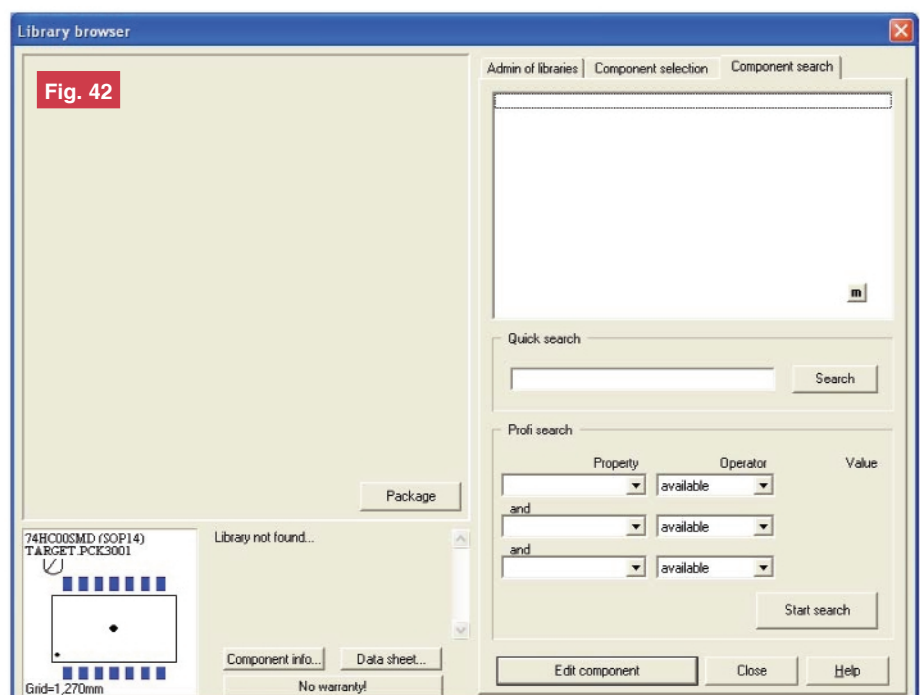 Library browser
Fig. 42
Package
74HC00SMD (SOP14)
TARGET.PCK3001
Grid=1,270mm
Library not found...
Component info...
Data sheet...
No warranty!
Admin of libraries
Component selection
Component search
m
Quick search
Search
Profi search
Property Operator Value
available
and
available
and
available
Start search
Edit component
Close
Help